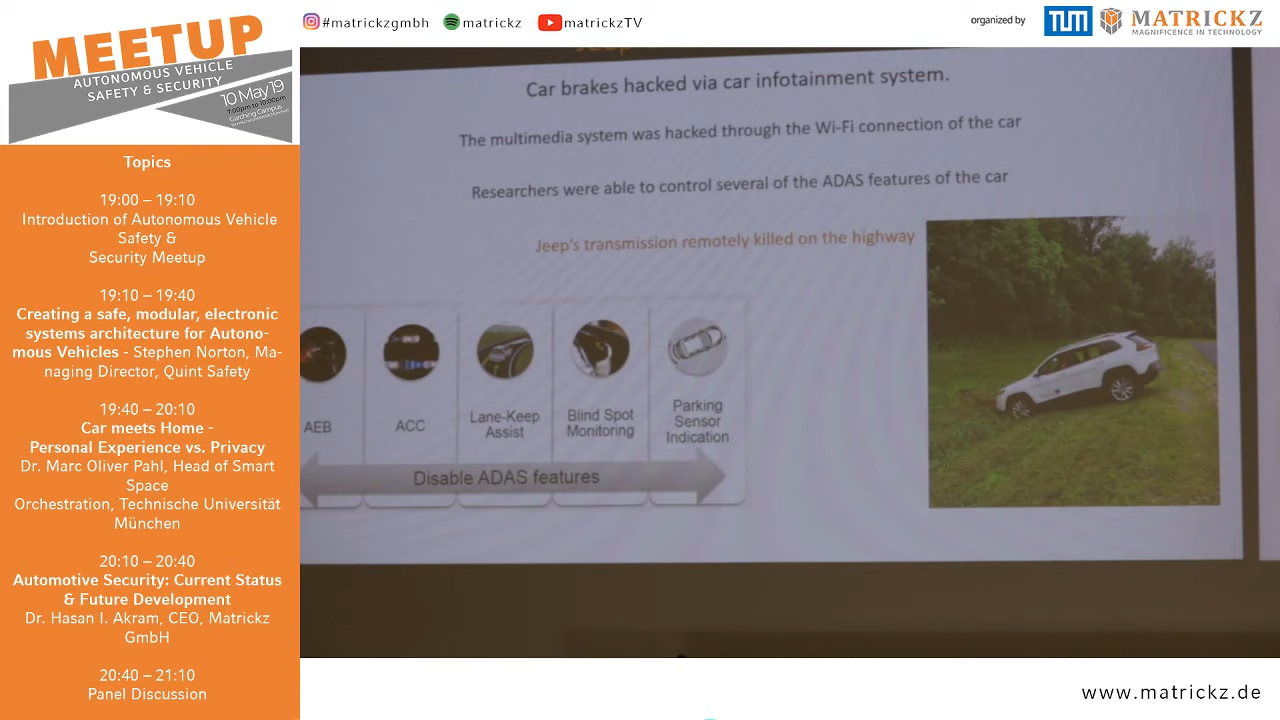 MEETUP
AUTONOMOUS VEHICLE
SAFETY & SECURITY
10 May 19
7:00pm to 10:00pm
Garching Campus
#matrickzgmbh
matrickz
matrickzTV
organized by
TUM
MATRICKZ
MAGNIFICENCE IN TECHNOLOGY
Topics
19:00 – 19:10
Introduction of Autonomous Vehicle
Safety &
Security Meetup
19:10 – 19:40
Creating a safe, modular, electronic
systems architecture for Autono-
mous Vehicles - Stephen Norton, Ma-
naging Director, Quint Safety
19:40 – 20:10
Car meets Home -
Personal Experience vs. Privacy
Dr. Marc Oliver Pahl, Head of Smart
Space
Orchestration, Technische Universität
München
20:10 – 20:40
Automotive Security: Current Status
& Future Development
Dr. Hasan I. Akram, CEO, Matrickz
GmbH
20:40 – 21:10
Panel Discussion
Jeep
Car brakes hacked via car infotainment system.
The multimedia system was hacked through the Wi-Fi connection of the car
Researchers were able to control several of the ADAS features of the car
Jeep's transmission remotely killed on the highway
AEB
ACC
Lane-Keep
Assist
Blind Spot
Monitoring
Parking
Sensor
Indication
Disable ADAS features
www.matrickz.de